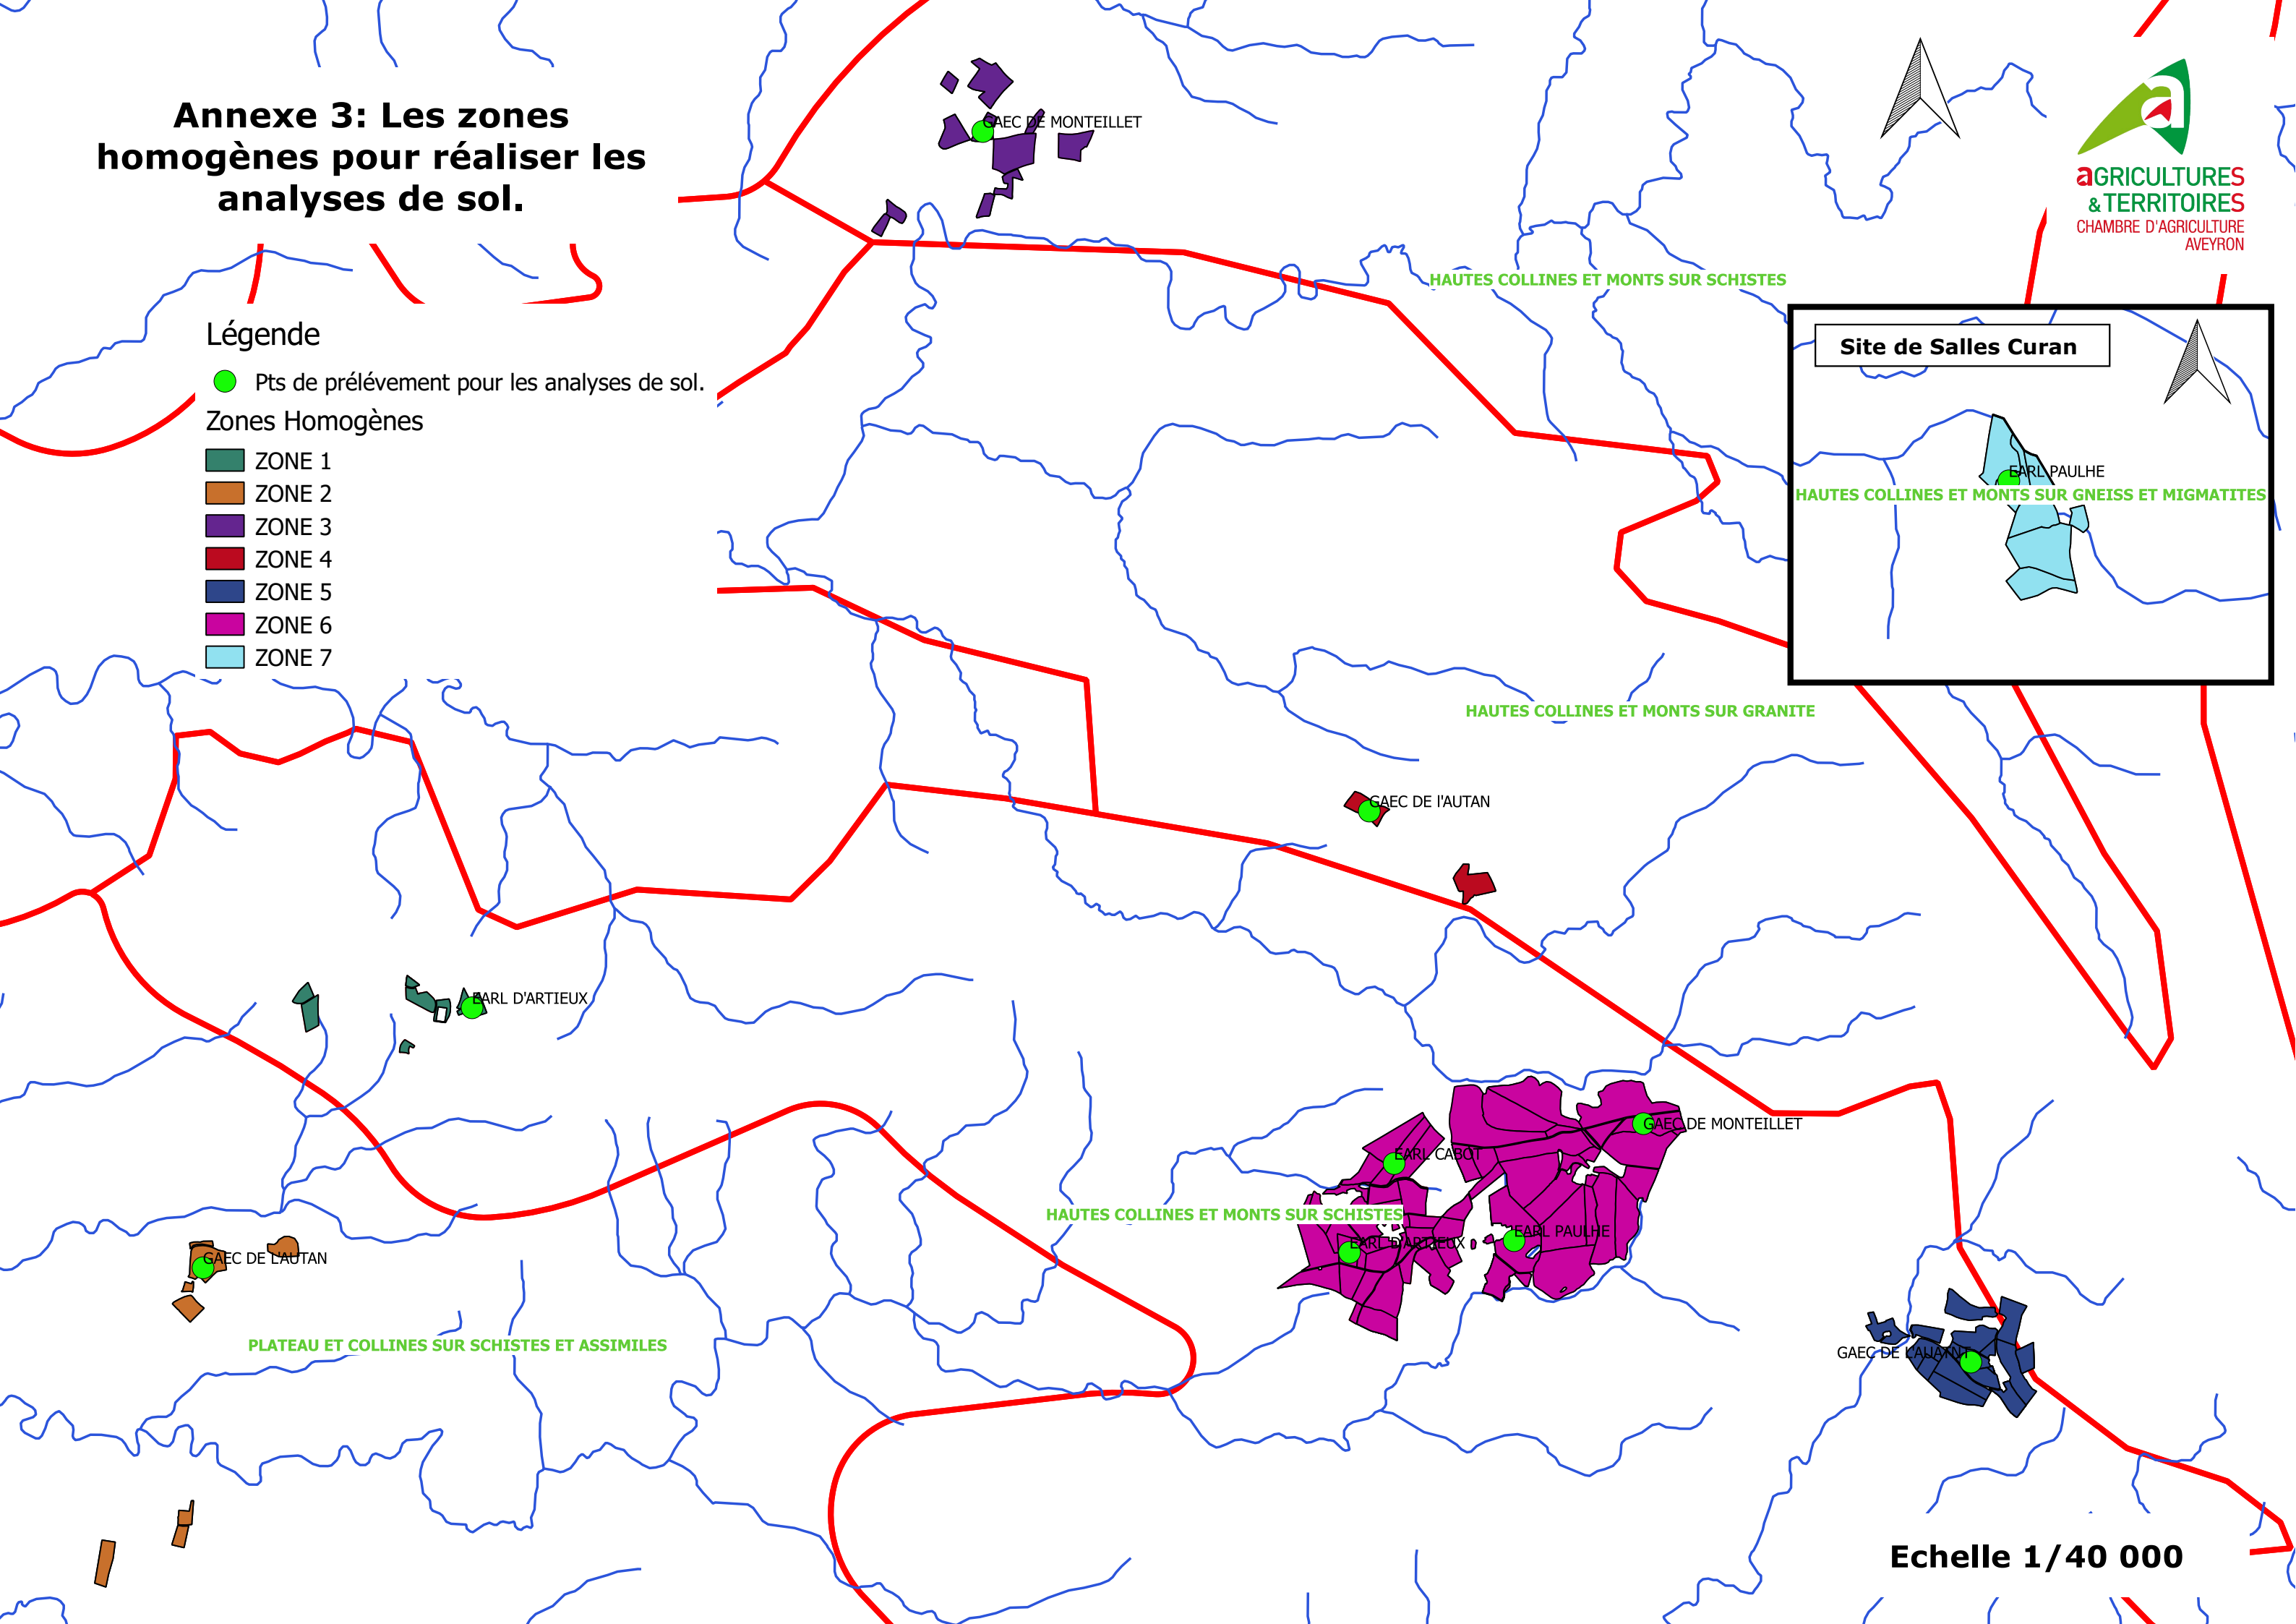 Annexe 3: Les zones
homogènes pour réaliser les
analyses de sol.
GAEC DE MONTEILLET
aGRICULTURES
&TERRITOIRES
CHAMBRE D'AGRICULTURE
AVEYRON
HAUTES COLLINES ET MONTS SUR SCHISTES
Légende
Pts de prélévement pour les analyses de sol.
Zones Homogènes
ZONE 1
ZONE 2
ZONE 3
ZONE 4
ZONE 5
ZONE 6
ZONE 7
Site de Salles Curan
EARL PAULHE
HAUTES COLLINES ET MONTS SUR GNEISS ET MIGMATITES
HAUTES COLLINES ET MONTS SUR GRANITE
GAEC DE l'AUTAN
EARL D'ARTIEUX
GAEC DE MONTEILLET
EARL CABOT
HAUTES COLLINES ET MONTS SUR SCHISTES
EARL PAULHE
EARL D'ARTIEUX
GAEC DE L'AUTAN
PLATEAU ET COLLINES SUR SCHISTES ET ASSIMILES
GAEC DE
Echelle 1/40 000